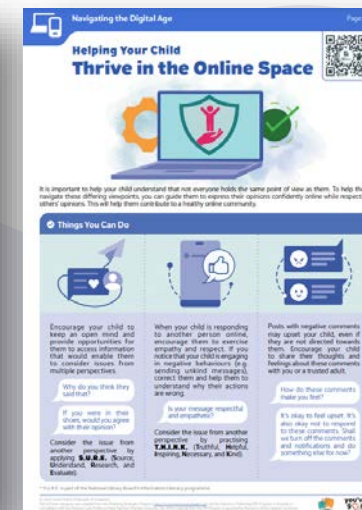 Navigating the Digital Age
Page
Helping Your Child
Thrive in the Online Space
It is important to help your child understand that not everyone holds the same point of view as them. To help the
navigate these differing viewpoints, you can guide them to express their opinions confidently online while respect
others' opinions. This will help them contribute to a healthy online community.
Things You Can Do
Encourage your child to
keep an open mind and
provide opportunities for
them to access information
that would enable them
to consider issues from
multiple perspectives.
Why do you think they
said that?
If you were in their
shoes, would you agree
with their opinions?
Consider the issue from
another perspective by
applying S.U.R.E. (Source,
Understand, Research, and
Evaluate).
When your child is responding
to another person online,
encourage them to exercise
empathy and respect. If you
notice that your child is engaging
in negative behaviours (e.g.
sending unkind messages),
correct them and help them to
understand why their actions
are wrong.
Is your message respectful
and empathetic?
Consider the issue from another
perspective by practising
T.H.I.N.K. (Truthful, Helpful,
Inspiring, Necessary, and Kind).
Posts with negative comments
may upset your child, even if
they are not directed towards
them. Encourage your child
to share their thoughts and
feelings about these comments
with you or a trusted adult.
How do these comments
make you feel?
It's okay to feel upset. It's
also okay not to respond
to these comments. Shall
we turn off the comments
and notifications and do
something else for now?
* S.U.R.E. is part of the National Library Board's Information Literacy programme.